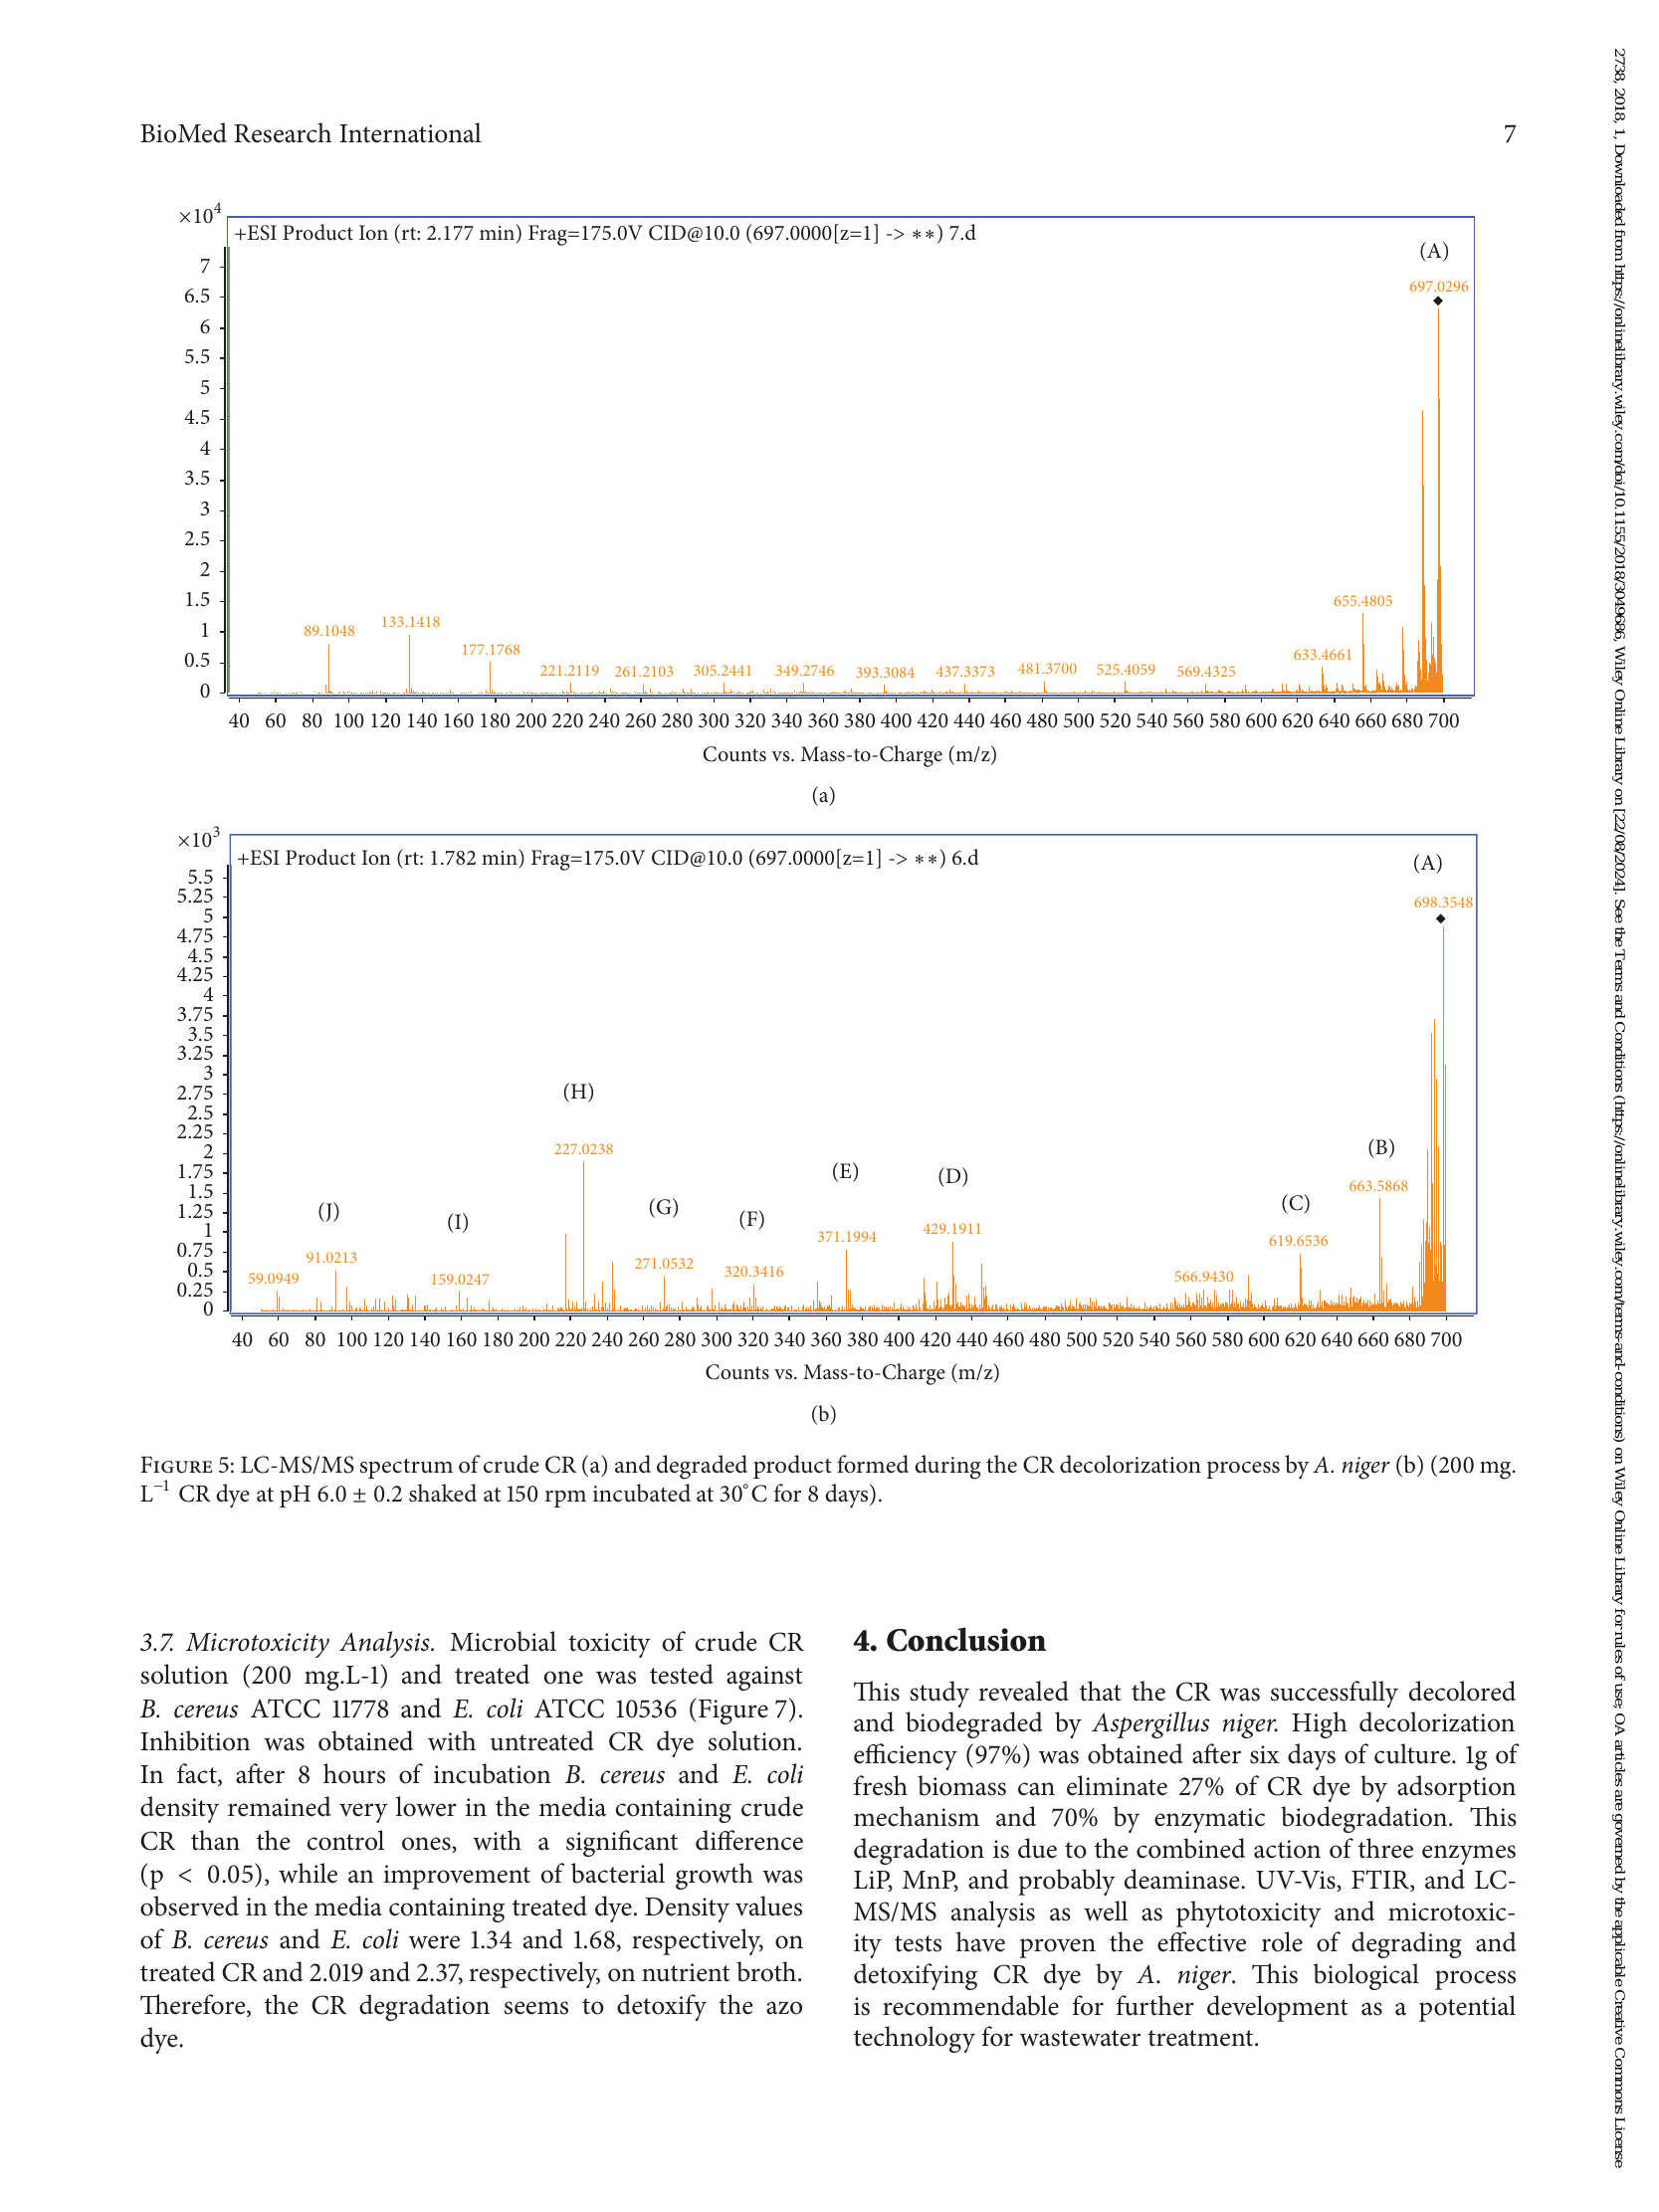 BioMed Research International
7
×10⁴
+ESI Product Ion (rt: 2.177 min) Frag=175.0V CID@10.0 (697.0000[z=1] -> ∗∗) 7.d
(A)
7
6.5
6
5.5
5
4.5
4
3.5
3
2.5
2
1.5
1
0.5
0
697.0296
655.4805
633.4661
89.1048
133.1418
177.1768
221.2119
261.2103
305.2441
349.2746
393.3084
437.3373
481.3700
525.4059
569.4325
40 60 80 100 120 140 160 180 200 220 240 260 280 300 320 340 360 380 400 420 440 460 480 500 520 540 560 580 600 620 640 660 680 700
Counts vs. Mass-to-Charge (m/z)
(a)
×10³
+ESI Product Ion (rt: 1.782 min) Frag=175.0V CID@10.0 (697.0000[z=1] -> ∗∗) 6.d
(A)
5.5
5.25
5
4.75
4.5
4.25
4
3.75
3.5
3.25
3
2.75
2.5
2.25
2
1.75
1.5
1.25
1
0.75
0.5
0.25
0
698.3548
(H)
227.0238
(B)
663.5868
(E)
371.1994
(D)
429.1911
(C)
619.6536
(G)
271.0532
(F)
320.3416
(J)
91.0213
(I)
159.0247
59.0949
566.9430
40 60 80 100 120 140 160 180 200 220 240 260 280 300 320 340 360 380 400 420 440 460 480 500 520 540 560 580 600 620 640 660 680 700
Counts vs. Mass-to-Charge (m/z)
(b)
Figure 5: LC-MS/MS spectrum of crude CR (a) and degraded product formed during the CR decolorization process by A. niger (b) (200 mg.
L⁻¹ CR dye at pH 6.0 ± 0.2 shaked at 150 rpm incubated at 30°C for 8 days).
3.7. Microtoxicity Analysis. Microbial toxicity of crude CR
solution (200 mg.L-1) and treated one was tested against
B. cereus ATCC 11778 and E. coli ATCC 10536 (Figure 7).
Inhibition was obtained with untreated CR dye solution.
In fact, after 8 hours of incubation B. cereus and E. coli
density remained very lower in the media containing crude
CR than the control ones, with a significant difference
(p < 0.05), while an improvement of bacterial growth was
observed in the media containing treated dye. Density values
of B. cereus and E. coli were 1.34 and 1.68, respectively, on
treated CR and 2.019 and 2.37, respectively, on nutrient broth.
Therefore, the CR degradation seems to detoxify the azo
dye.
4. Conclusion
This study revealed that the CR was successfully decolored
and biodegraded by Aspergillus niger. High decolorization
efficiency (97%) was obtained after six days of culture. 1g of
fresh biomass can eliminate 27% of CR dye by adsorption
mechanism and 70% by enzymatic biodegradation. This
degradation is due to the combined action of three enzymes
LiP, MnP, and probably deaminase. UV-Vis, FTIR, and LC-
MS/MS analysis as well as phytotoxicity and microtoxic-
ity tests have proven the effective role of degrading and
detoxifying CR dye by A. niger. This biological process
is recommendable for further development as a potential
technology for wastewater treatment.
2738, 2018, 1, Downloaded from https://onlinelibrary.wiley.com/doi/10.1155/2018/3049686, Wiley Online Library on [22/08/2024]. See the Terms and Conditions (https://onlinelibrary.wiley.com/terms-and-conditions) on Wiley Online Library for rules of use; OA articles are governed by the applicable Creative Commons License